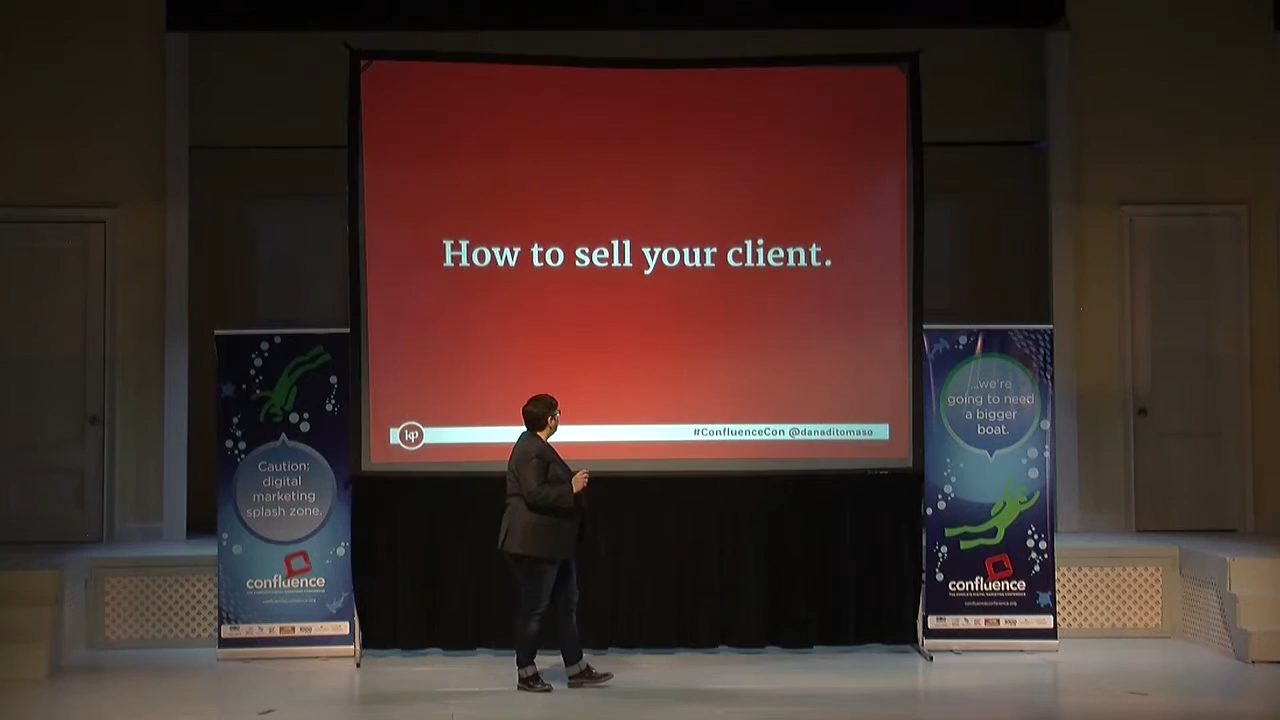 How to sell your client.
kp
#ConfluenceCon @danaditomaso
Caution:
digital
marketing
splash zone.
confluence
...we're
going to need
a bigger
boat.
confluence